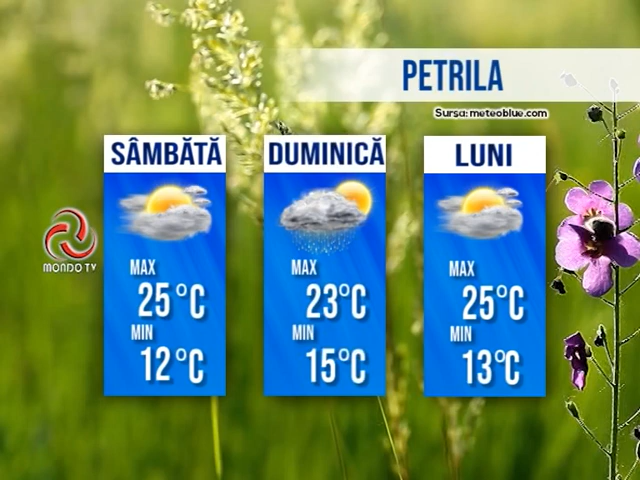 PETRILA
Sursa: meteoblue.com
SÂMBĂTĂ
MAX
25°C
MIN
12°C
DUMINICĂ
MAX
23°C
MIN
15°C
LUNI
MAX
25°C
MIN
13°C
MONDO TV